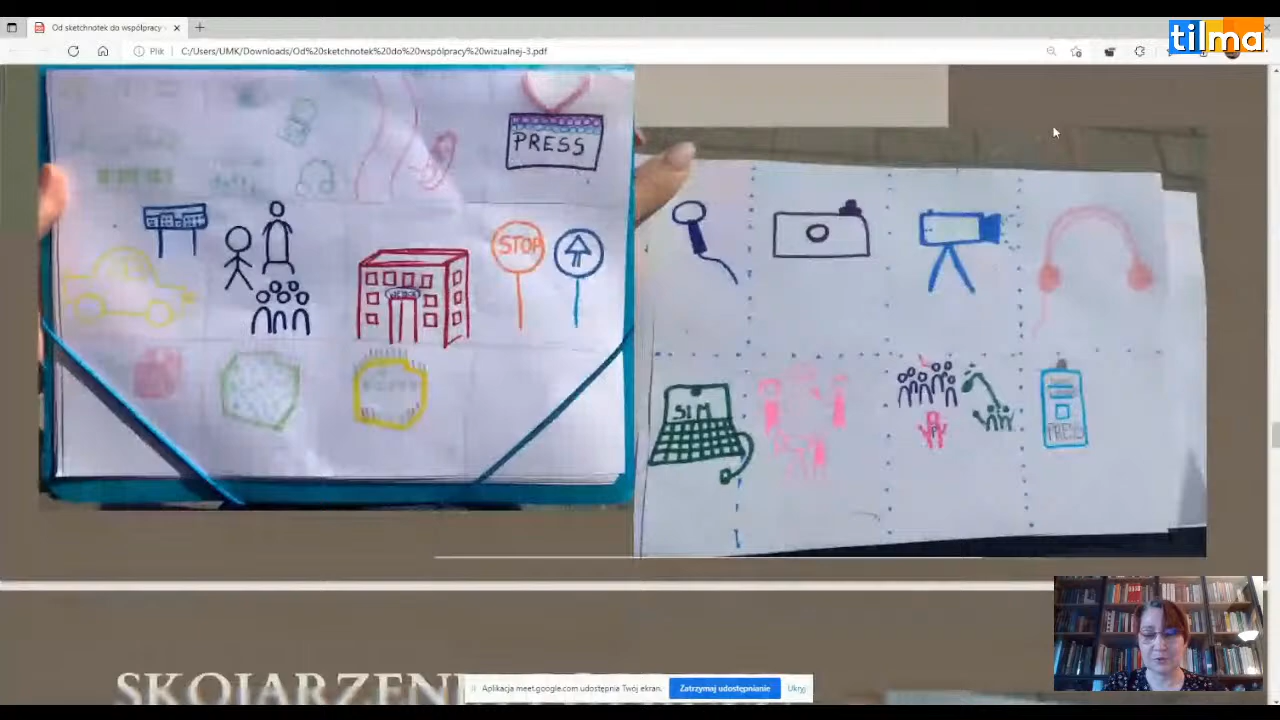 Od sketchnotek do współpracy
tilma
Plik
C:/Users/UMK/Downloads/Od%20sketchnotek%20do%20współpracy%20wizualnej-3.pdf
PRESS
STOP
SIM
PRESS
P
SKOJARZENI
Aplikacja meet.google.com udostępnia Twój ekran.
Zatrzymaj udostępnianie
Ukryj